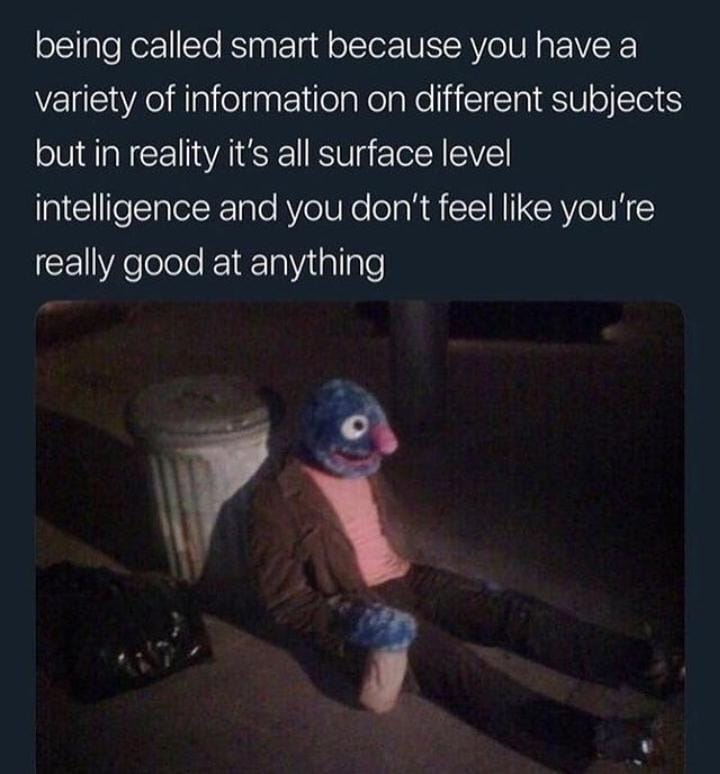 being called smart because you have a
variety of information on different subjects
but in reality it's all surface level
intelligence and you don't feel like you're
really good at anything